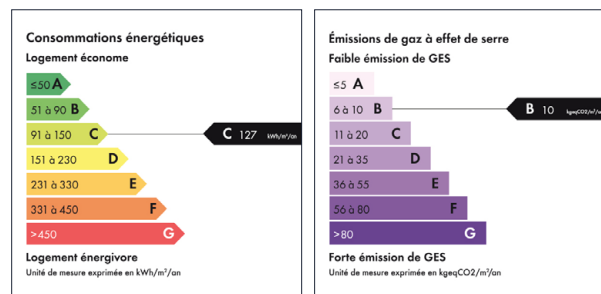 Consommations énergétiques
Logement économe
≤50 A
51 à 90 B
91 à 150 C
C 127 kWh/m²/an
151 à 230 D
231 à 330 E
331 à 450 F
>450 G
Logement énergivore
Unité de mesure exprimée en kWh/m²/an
Émissions de gaz à effet de serre
Faible émission de GES
≤5 A
6 à 10 B
B 10 kgeqCO2/m²/an
11 à 20 C
21 à 35 D
36 à 55 E
56 à 80 F
>80 G
Forte émission de GES
Unité de mesure exprimée en kgeqCO2/m²/an